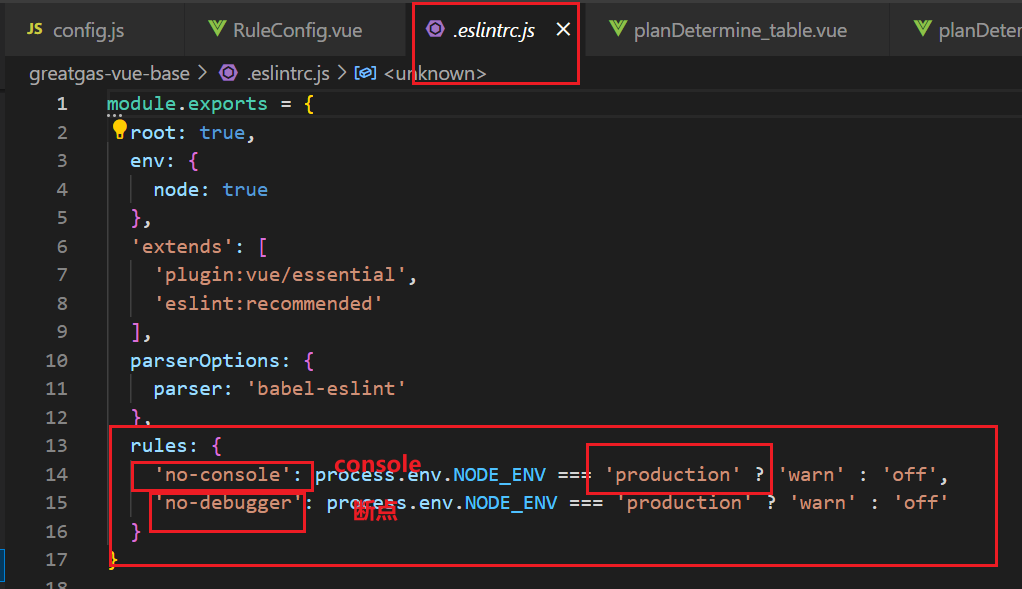 JS config.js RuleConfig.vue .eslintrc.js planDetermine_table.vue planDeter
greatgas-vue-base > .eslintrc.js > <unknown>
1 module.exports = {
2 root: true,
3 env: {
4 node: true
5 },
6 'extends': [
7 'plugin:vue/essential',
8 'eslint:recommended'
9 ],
10 parserOptions: {
11 parser: 'babel-eslint'
12 },
13 rules: {
console
14 'no-console': process.env.NODE_ENV === 'production' ? 'warn' : 'off',
15 'no-debugger': process.env.NODE_ENV === 'production' ? 'warn' : 'off'
断点
16 }
17 }
18